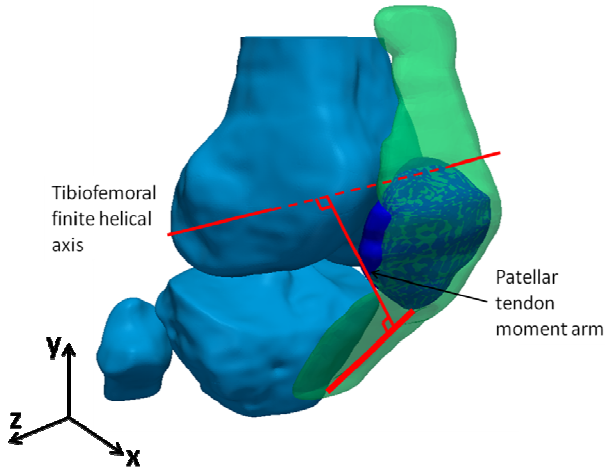 Tibiofemoral
finite helical
axis
Patellar
tendon
moment arm
y
z
x